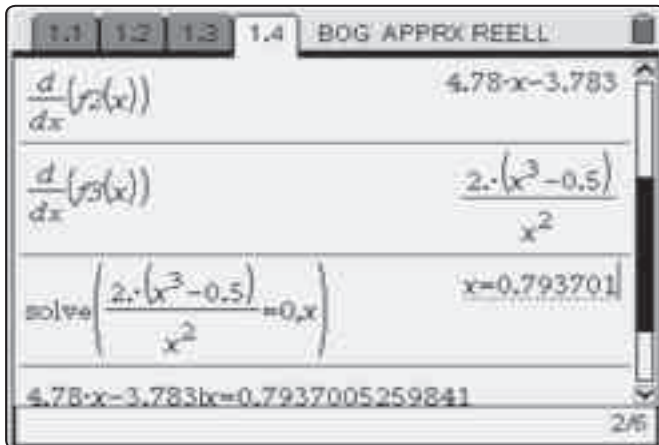 1.1 1.2 1.3 1.4 BOG APPRX REELL
d/dx(f2(x)) 4.78·x−3.783
d/dx(f3(x)) 2.·(x³−0.5)/x²
solve(2.·(x³−0.5)/x²=0,x) x=0.793701
4.78·x−3.783|x=0.7937005259841
2/6